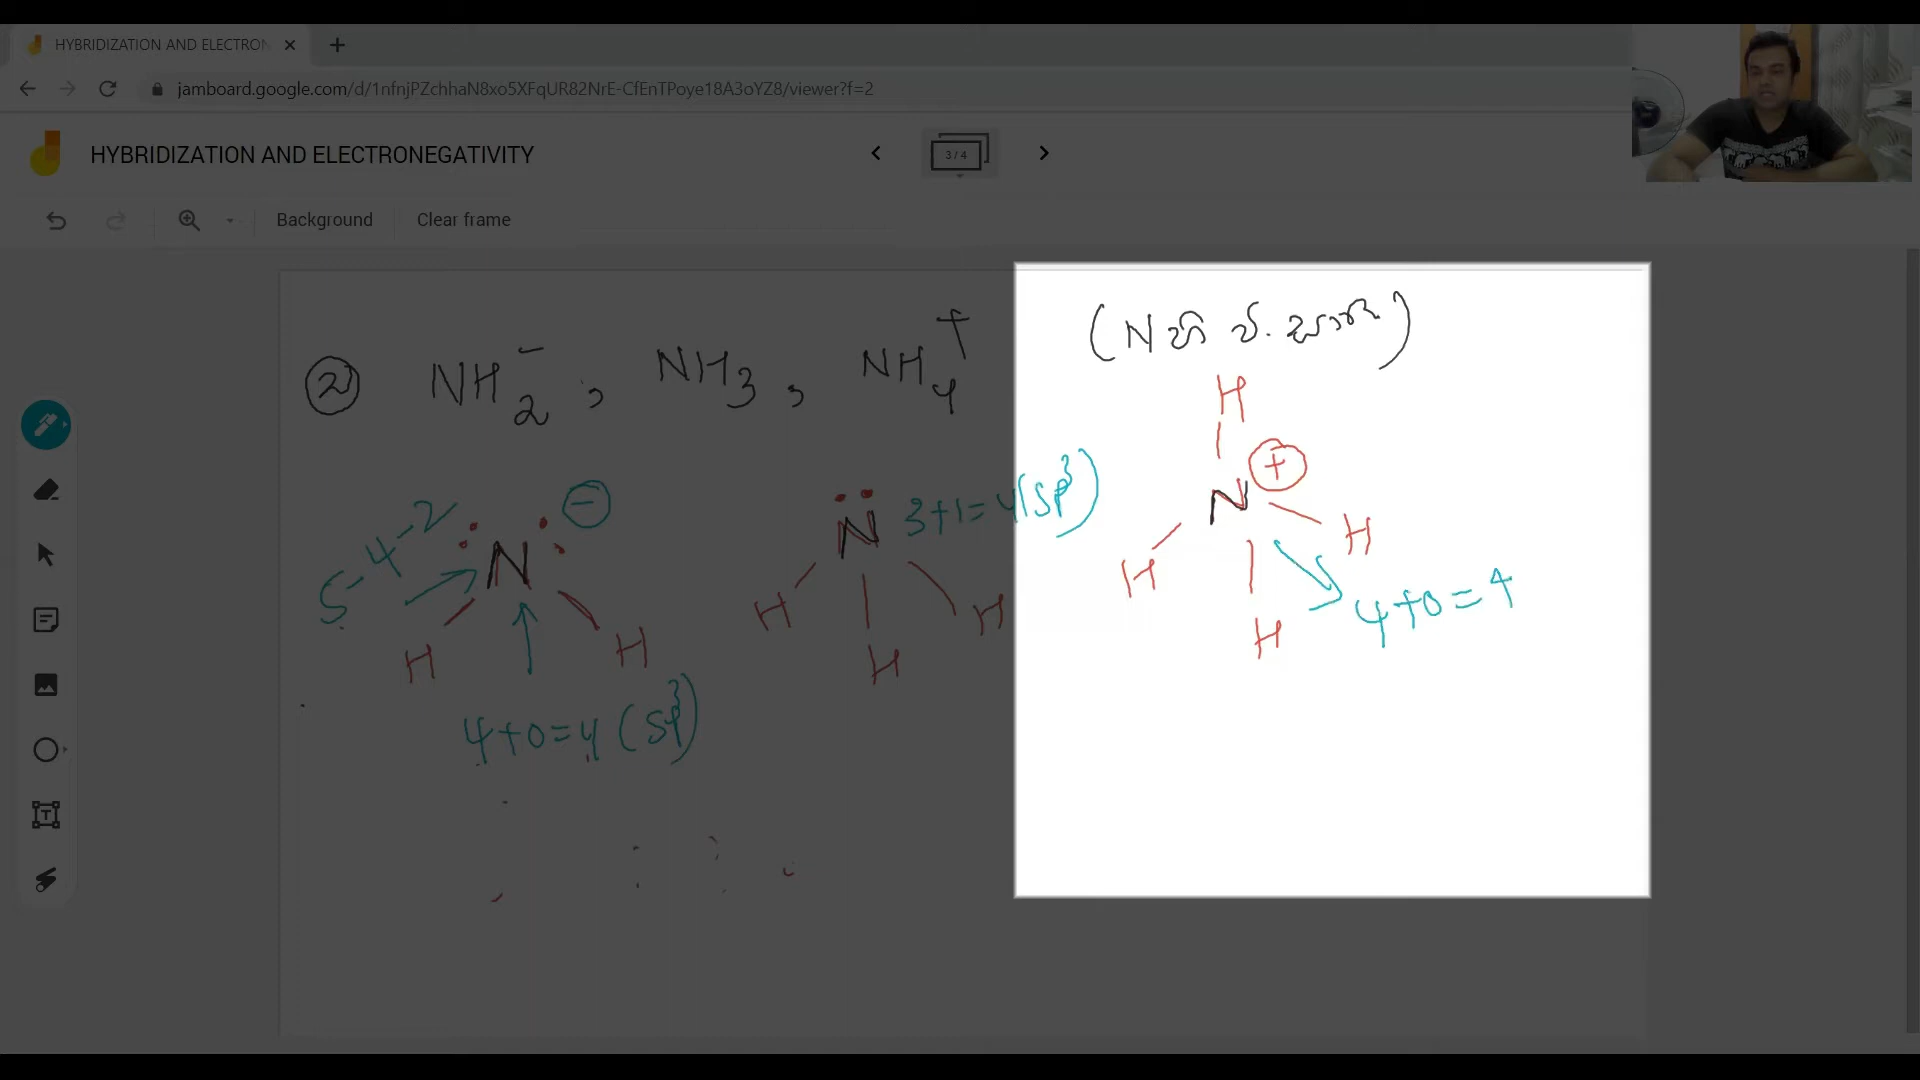 HYBRIDIZATION AND ELECTRON
jamboard.google.com/d/1nfnjPZchhaN8xo5XFqUR82NrE-CfEnTPoye18A3oYZ8/viewer?f=2
HYBRIDIZATION AND ELECTRONEGATIVITY
3 / 4
Background
Clear frame
② NH₂⁻ , NH₃ , NH₄⁺ (N
5-4-2
N ⊖
H H
4+0=4 (sp³)
N 3+1=4 (sp³)
H H H
H
N ⊕
H H
H
4+0=4